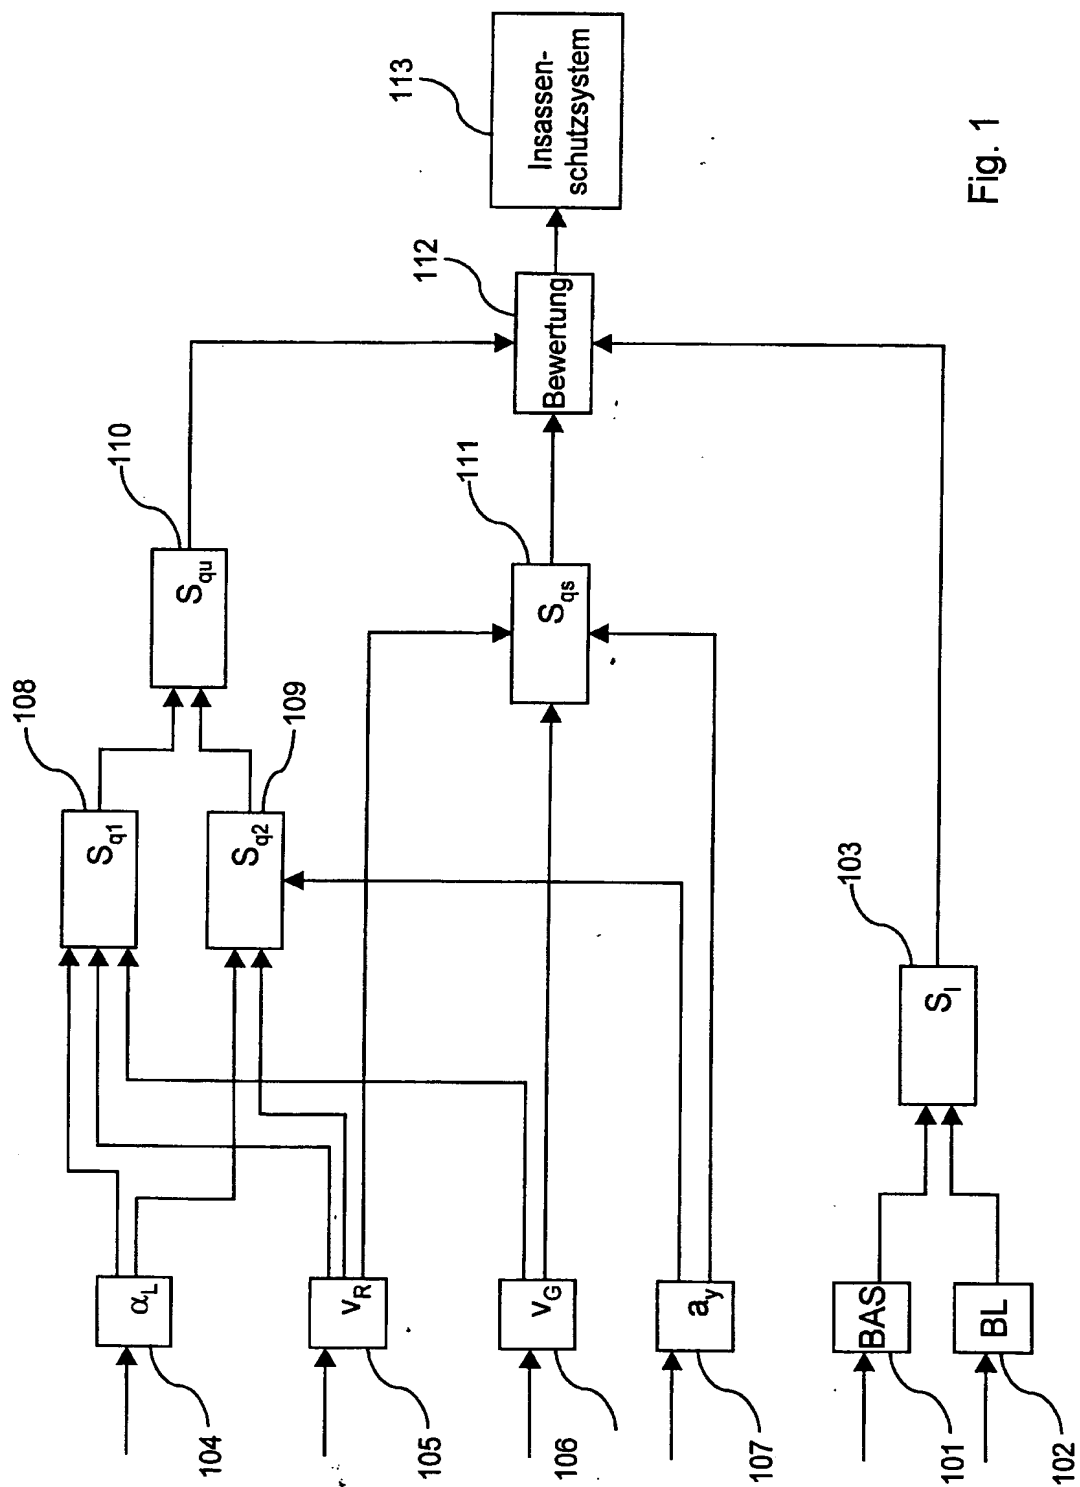 104
α_L
105
v_R
106
v_G
107
a_y
101
BAS
102
BL
108
S_q1
109
S_q2
110
S_qu
111
S_qs
103
S_I
112
Bewertung
113
Insassen-
schutzsystem
Fig. 1